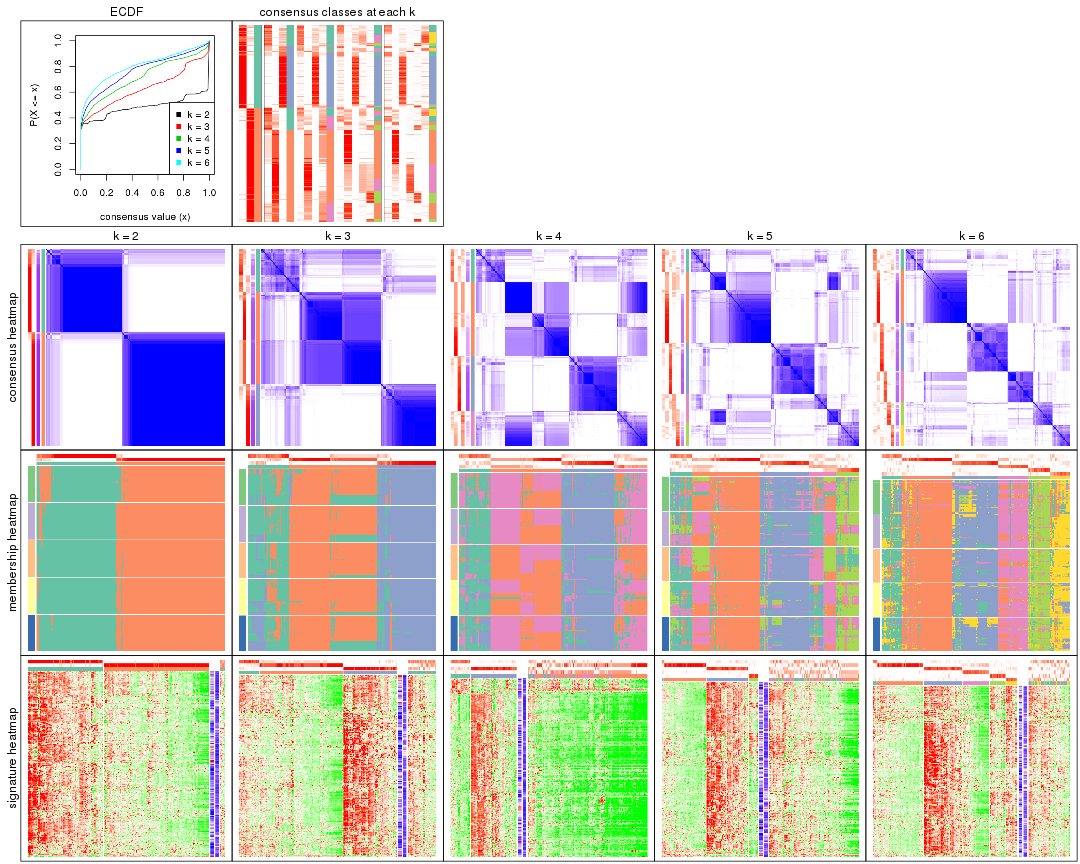 ECDF
consensus classes at each k
P(X <= x)
0.0 0.2 0.4 0.6 0.8 1.0
k = 2
k = 3
k = 4
k = 5
k = 6
0.0 0.2 0.4 0.6 0.8 1.0
consensus value (x)
k = 2 k = 3 k = 4 k = 5 k = 6
consensus heatmap
membership heatmap
signature heatmap